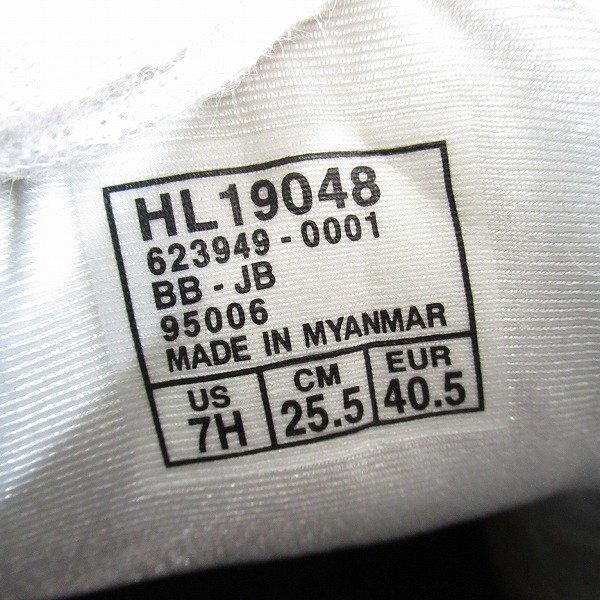 HL19048
623949-0001
BB-JB
95006
MADE IN MYANMAR
US CM EUR
7H 25.5 40.5